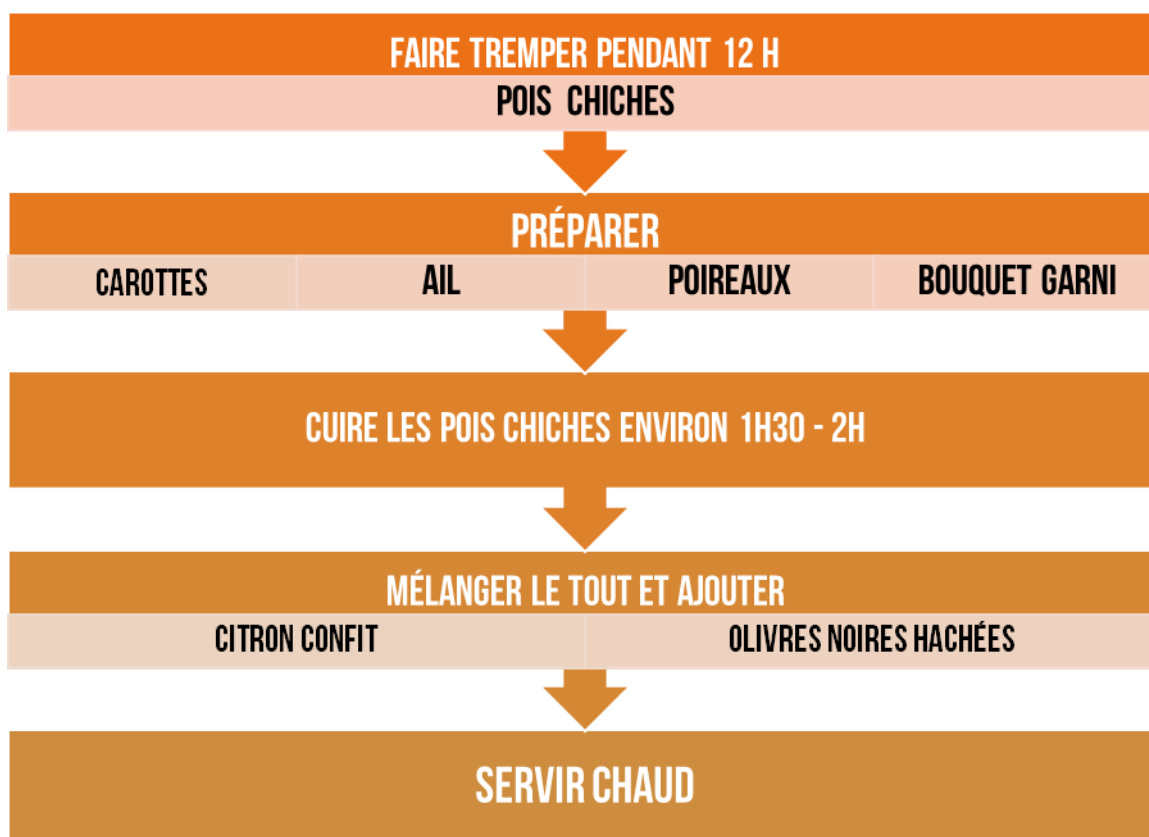 FAIRE TREMPER PENDANT 12 H
POIS CHICHES
PRÉPARER
CAROTTES
AIL
POIREAUX
BOUQUET GARNI
CUIRE LES POIS CHICHES ENVIRON 1H30 - 2H
MÉLANGER LE TOUT ET AJOUTER
CITRON CONFIT
OLIVRES NOIRES HACHÉES
SERVIR CHAUD